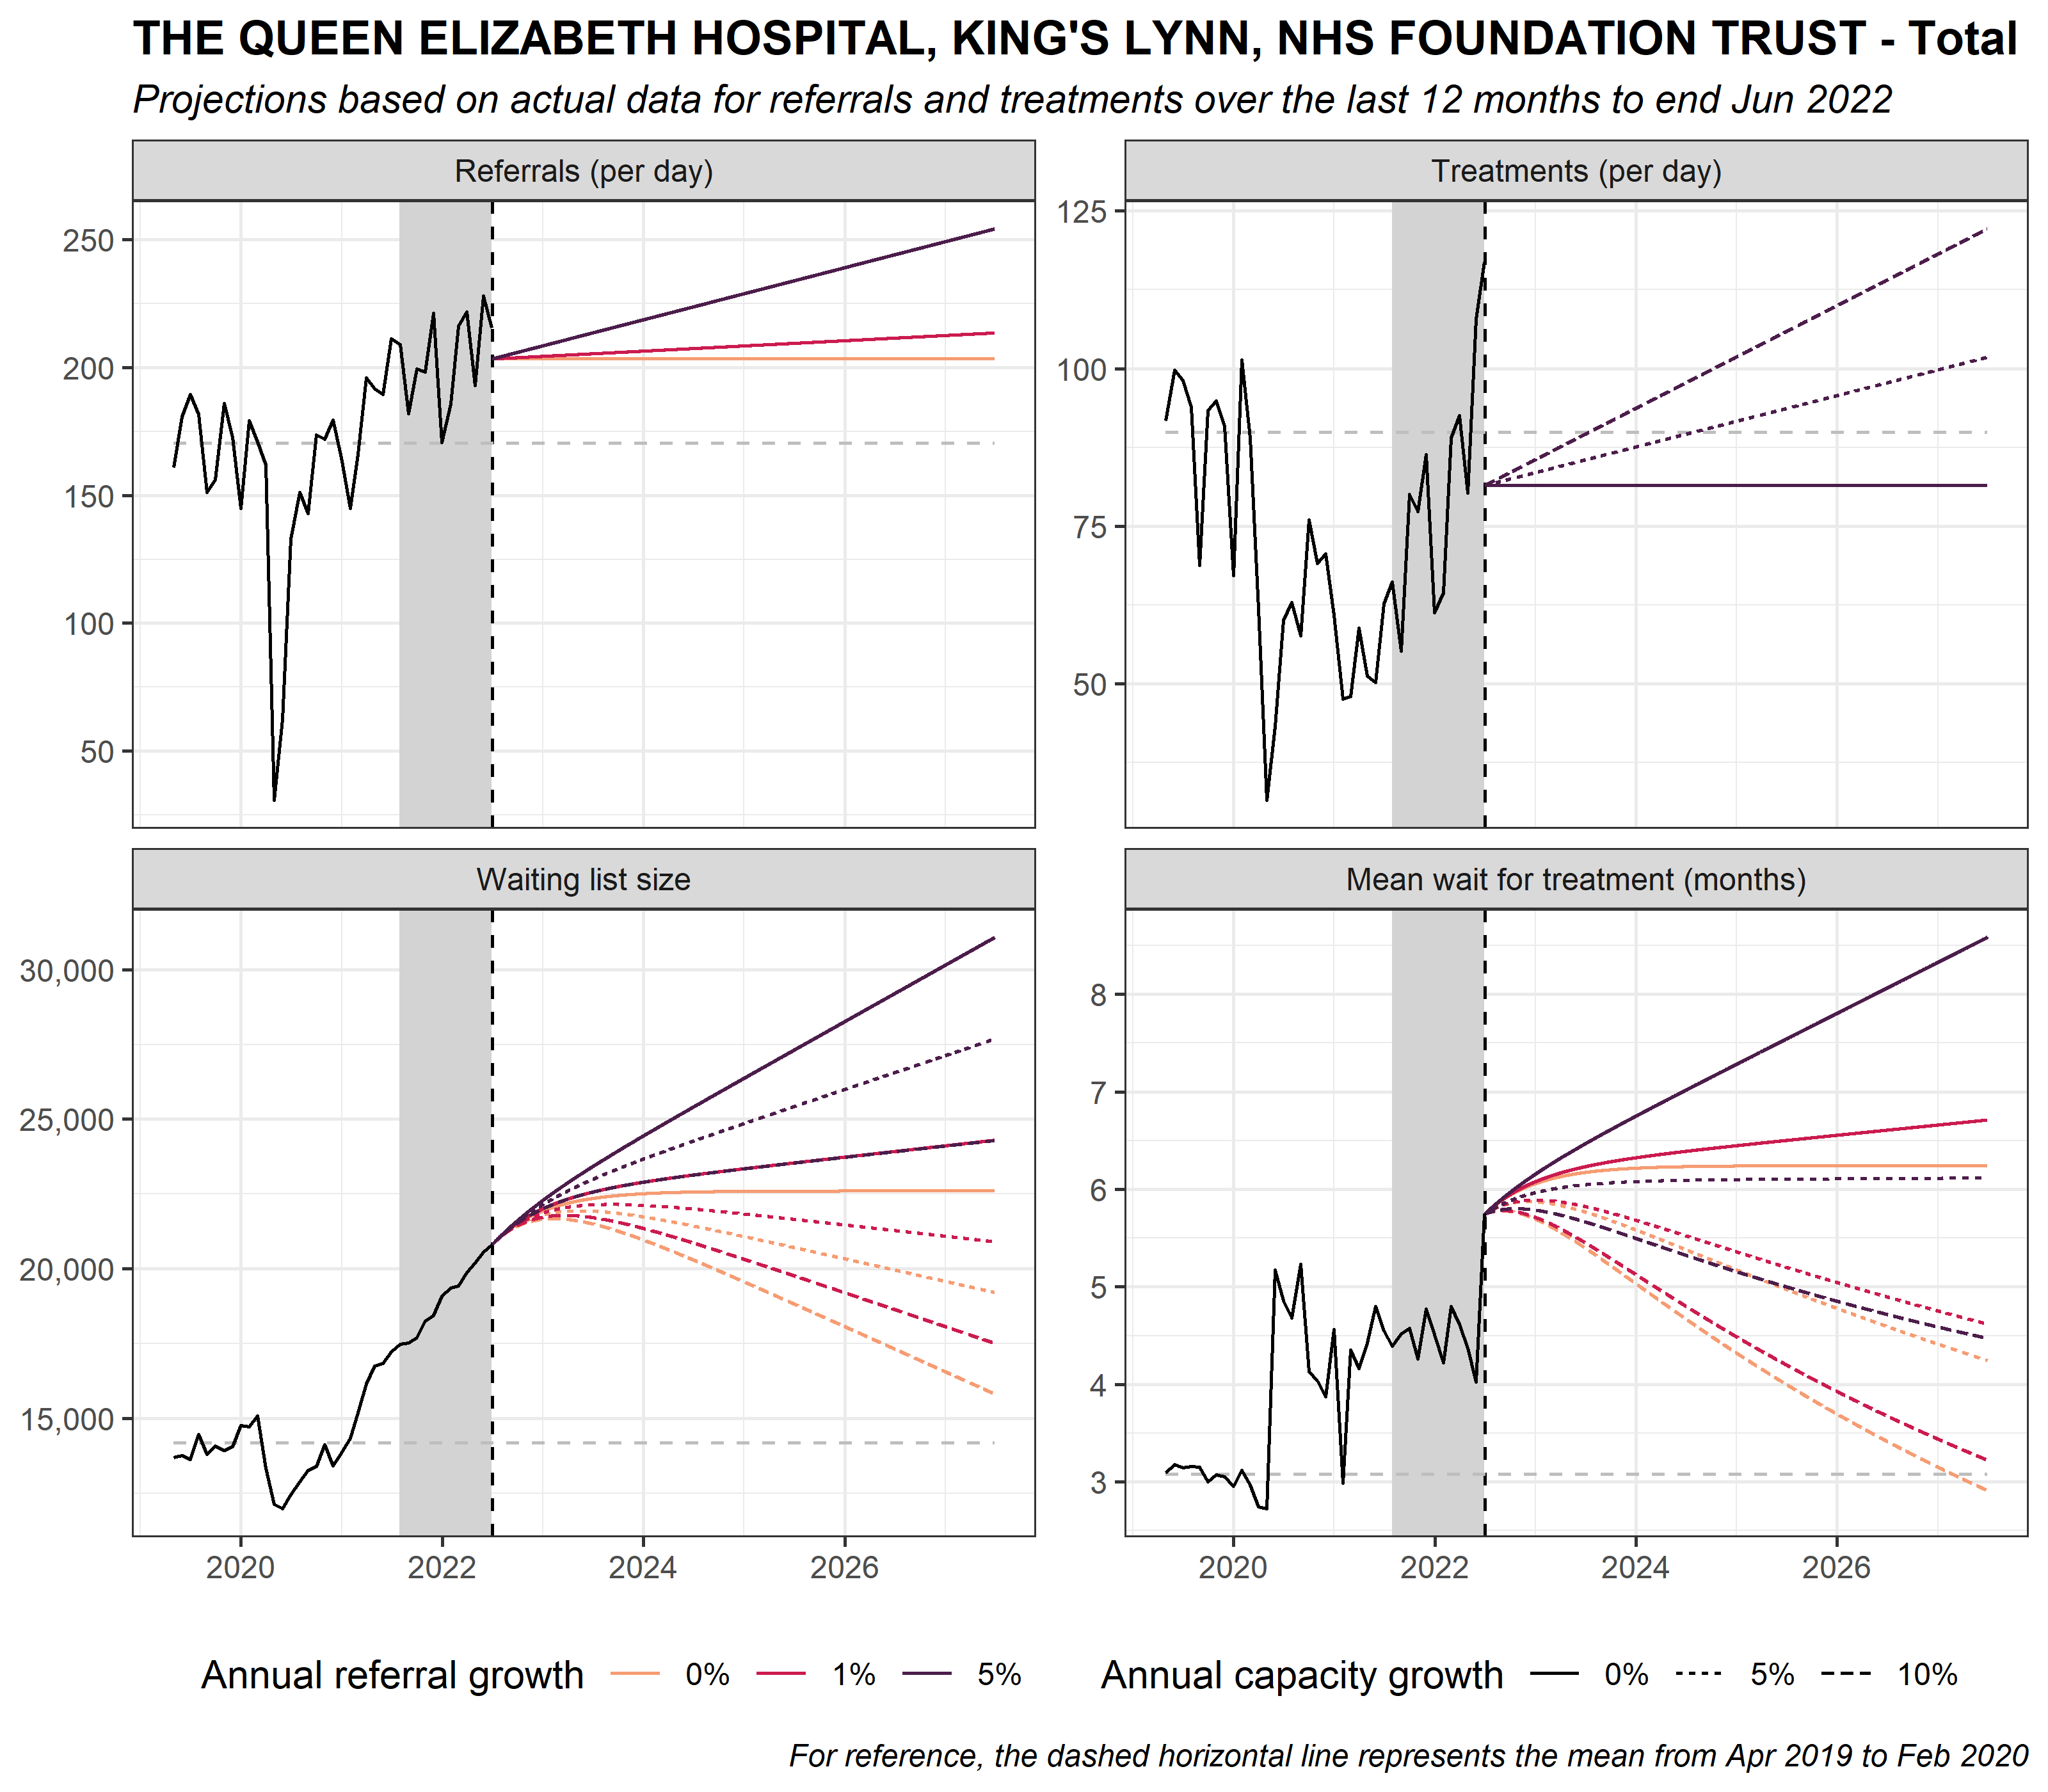 THE QUEEN ELIZABETH HOSPITAL, KING'S LYNN, NHS FOUNDATION TRUST - Total
Projections based on actual data for referrals and treatments over the last 12 months to end Jun 2022
Referrals (per day)
250
200
150
100
50
Treatments (per day)
125
100
75
50
Waiting list size
30,000
25,000
20,000
15,000
2020 2022 2024 2026
Mean wait for treatment (months)
8
7
6
5
4
3
2020 2022 2024 2026
Annual referral growth 0% 1% 5%
Annual capacity growth 0% 5% 10%
For reference, the dashed horizontal line represents the mean from Apr 2019 to Feb 2020